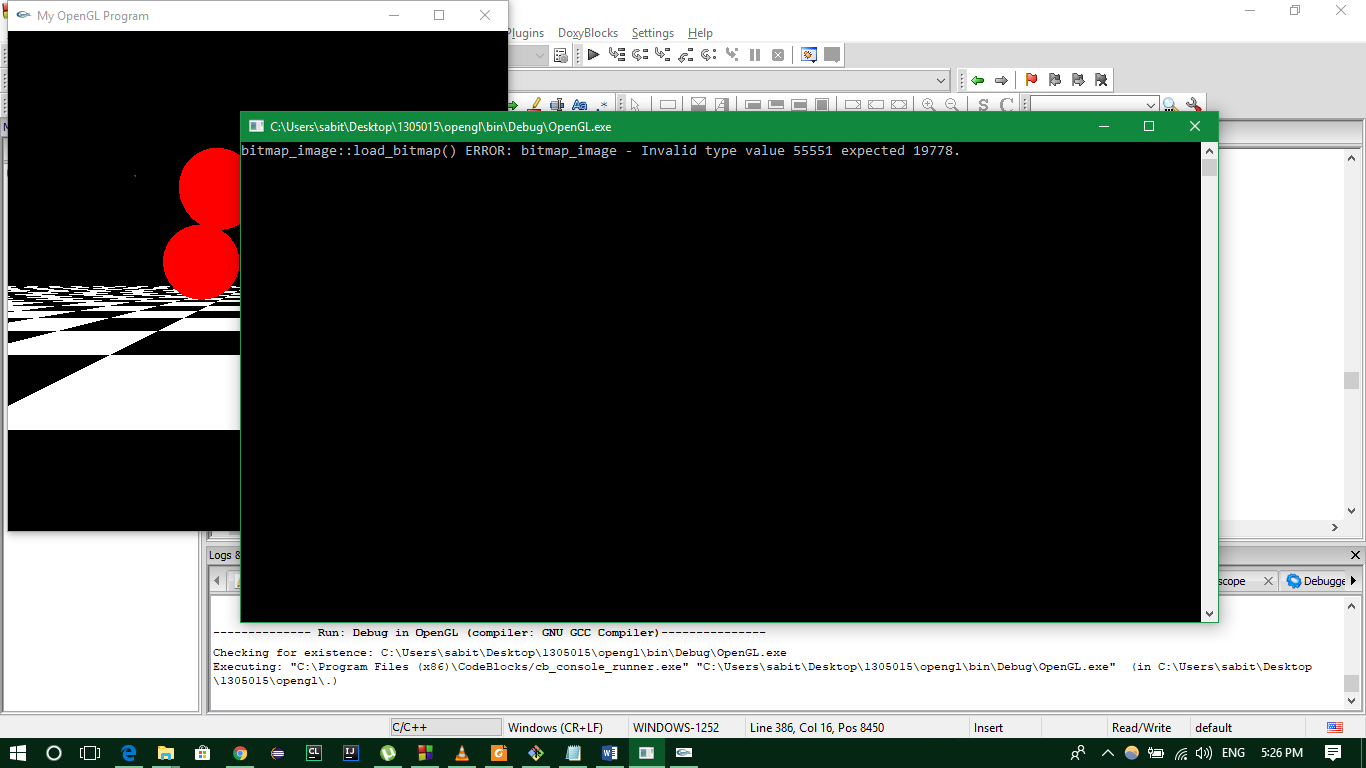 My OpenGL Program
Plugins DoxyBlocks Settings Help
C:\Users\sabit\Desktop\1305015\opengl\bin\Debug\OpenGL.exe
bitmap_image::load_bitmap() ERROR: bitmap_image - Invalid type value 55551 expected 19778.
Logs &
scope
Debugge
-------------- Run: Debug in OpenGL (compiler: GNU GCC Compiler)---------------
Checking for existence: C:\Users\sabit\Desktop\1305015\opengl\bin\Debug\OpenGL.exe
Executing: "C:\Program Files (x86)\CodeBlocks/cb_console_runner.exe" "C:\Users\sabit\Desktop\1305015\opengl\bin\Debug\OpenGL.exe"  (in C:\Users\sabit\Desktop
\1305015\opengl\.)
C/C++ Windows (CR+LF) WINDOWS-1252 Line 386, Col 16, Pos 8450 Insert Read/Write default
ENG 5:26 PM